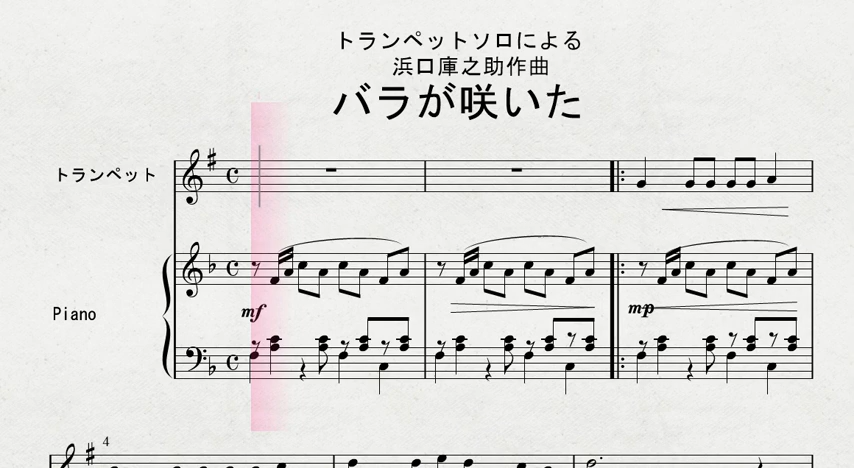 トランペットソロによる
浜口庫之助作曲
バラが咲いた
トランペット
Piano
mf
mp
4